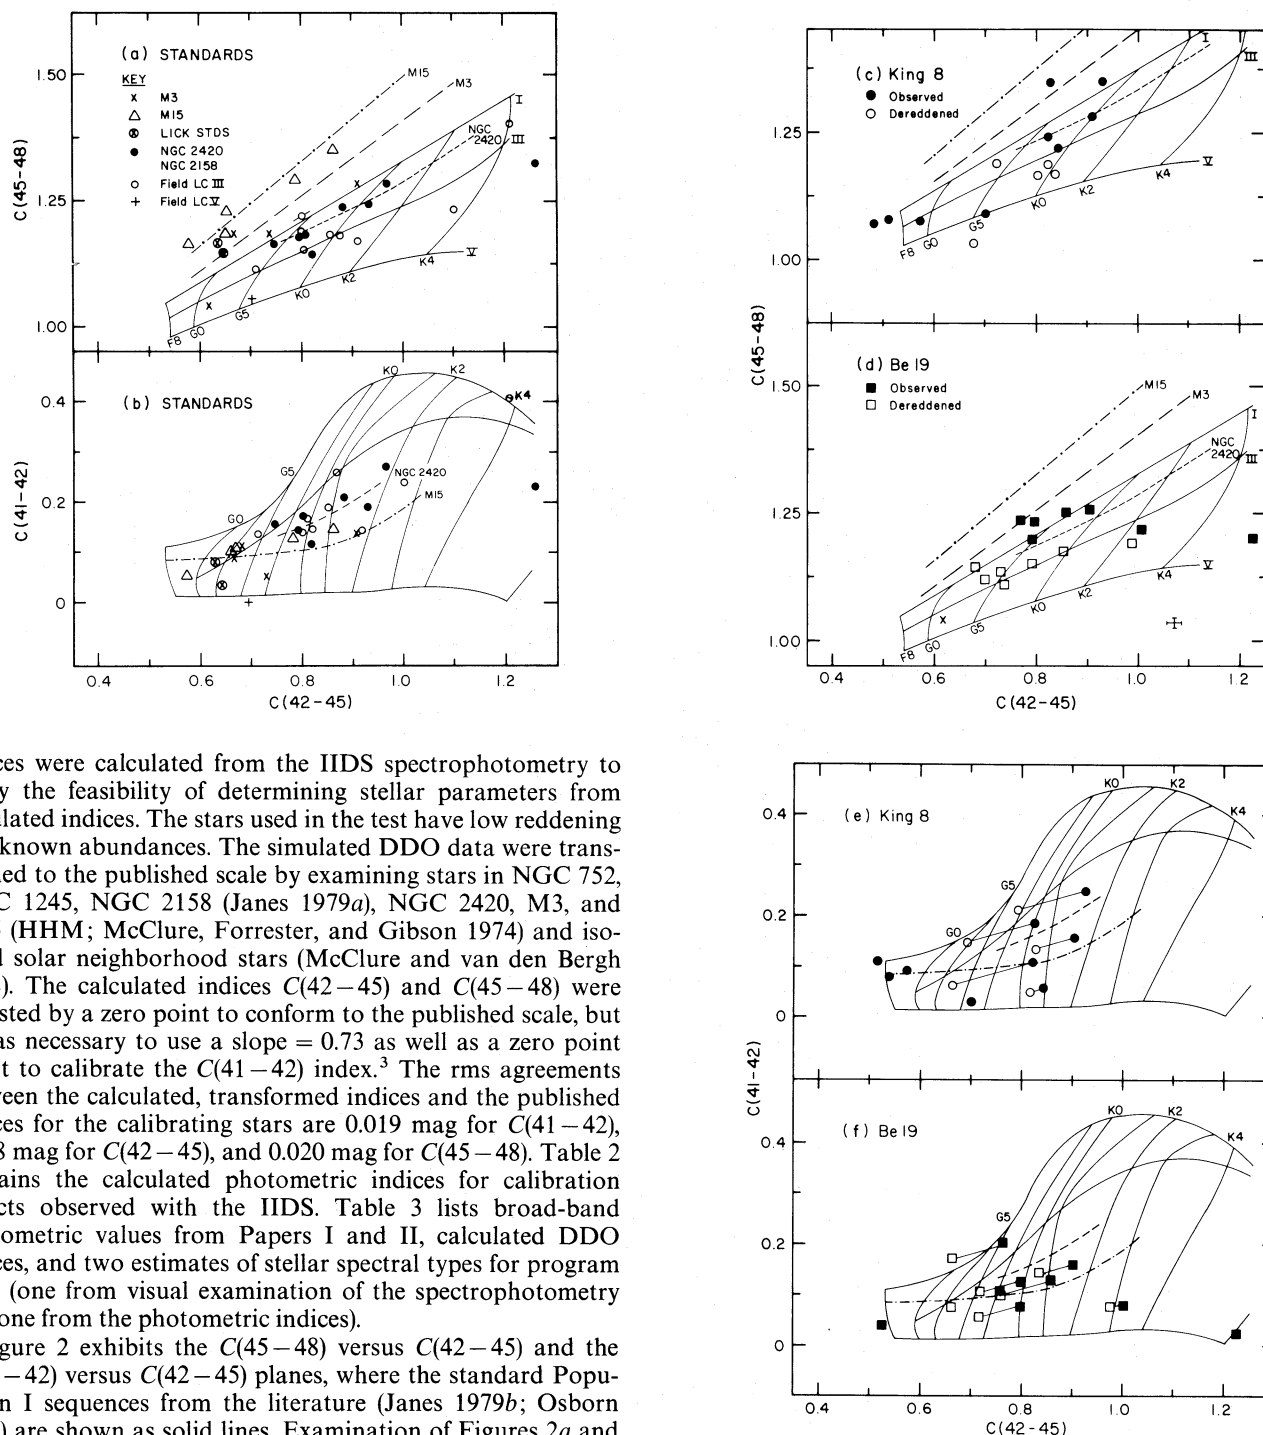 (a) STANDARDS
KEY
x M3
△ M15
⊗ LICK STDS
● NGC 2420
NGC 2158
○ Field LC III
+ Field LC V
M15
M3
I
NGC
2420
III
V
K4
K2
K0
G5
G0
F8
1.50
1.25
1.00
C(45-48)
(b) STANDARDS
K0
K2
K4
G5
G0
NGC 2420
M15
0.4
0.2
0
C(41-42)
0.4 0.6 0.8 1.0 1.2
C(42-45)
(c) King 8
● Observed
○ Dereddened
I
III
V
K4
K2
K0
G5
G0
F8
1.25
1.00
C(45-48)
(d) Be 19
■ Observed
□ Dereddened
M15
M3
I
NGC
2420
III
V
K4
K2
K0
G5
G0
F8
1.50
1.25
1.00
0.4 0.6 0.8 1.0 1.2
C(42-45)
ces were calculated from the IIDS spectrophotometry to
y the feasibility of determining stellar parameters from
lated indices. The stars used in the test have low reddening
known abundances. The simulated DDO data were trans-
ed to the published scale by examining stars in NGC 752,
C 1245, NGC 2158 (Janes 1979a), NGC 2420, M3, and
(HHM; McClure, Forrester, and Gibson 1974) and iso-
l solar neighborhood stars (McClure and van den Bergh
). The calculated indices C(42−45) and C(45−48) were
sted by a zero point to conform to the published scale, but
as necessary to use a slope = 0.73 as well as a zero point
t to calibrate the C(41−42) index.³ The rms agreements
veen the calculated, transformed indices and the published
ces for the calibrating stars are 0.019 mag for C(41−42),
8 mag for C(42−45), and 0.020 mag for C(45−48). Table 2
ains the calculated photometric indices for calibration
cts observed with the IIDS. Table 3 lists broad-band
ometric values from Papers I and II, calculated DDO
ces, and two estimates of stellar spectral types for program
(one from visual examination of the spectrophotometry
one from the photometric indices).
gure 2 exhibits the C(45−48) versus C(42−45) and the
−42) versus C(42−45) planes, where the standard Popu-
n I sequences from the literature (Janes 1979b; Osborn
) are shown as solid lines. Examination of Figures 2a and
(e) King 8
K0
K2
K4
G5
G0
0.4
0.2
0
C(41-42)
(f) Be 19
K0
K2
K4
G5
0.4
0.2
0
0.4 0.6 0.8 1.0 1.2
C(42-45)